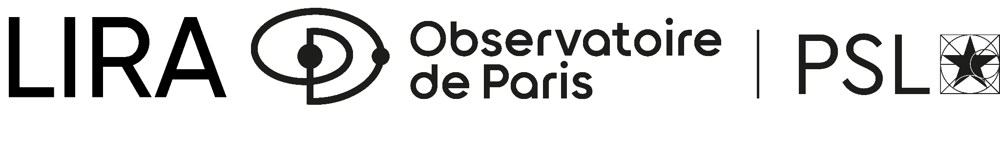 LIRA
Observatoire
de Paris
PSL